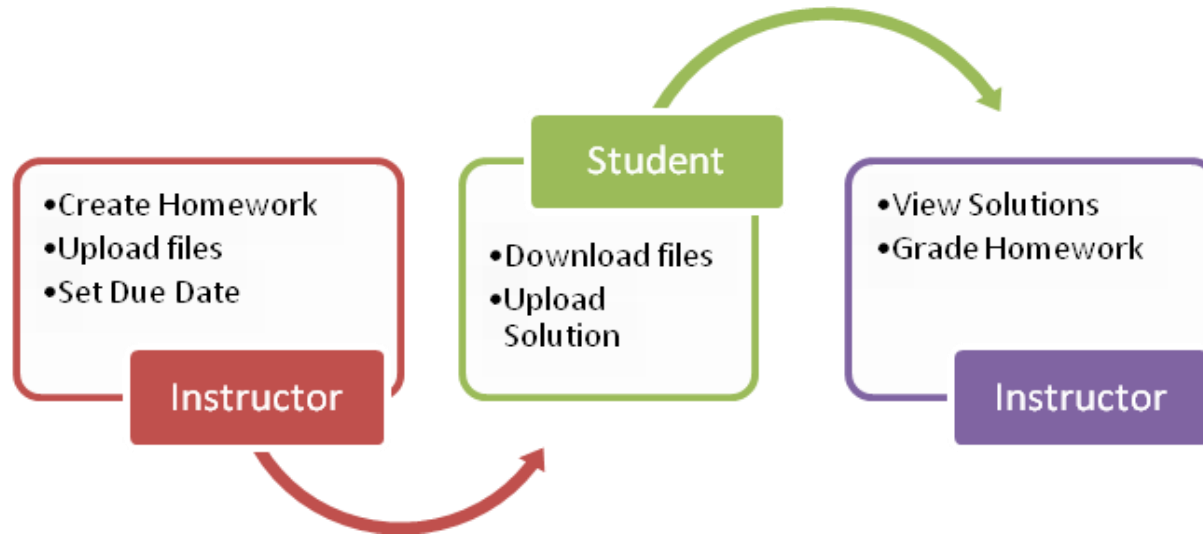 •Create Homework
•Upload files
•Set Due Date
Instructor
Student
•Download files
•Upload
Solution
•View Solutions
•Grade Homework
Instructor